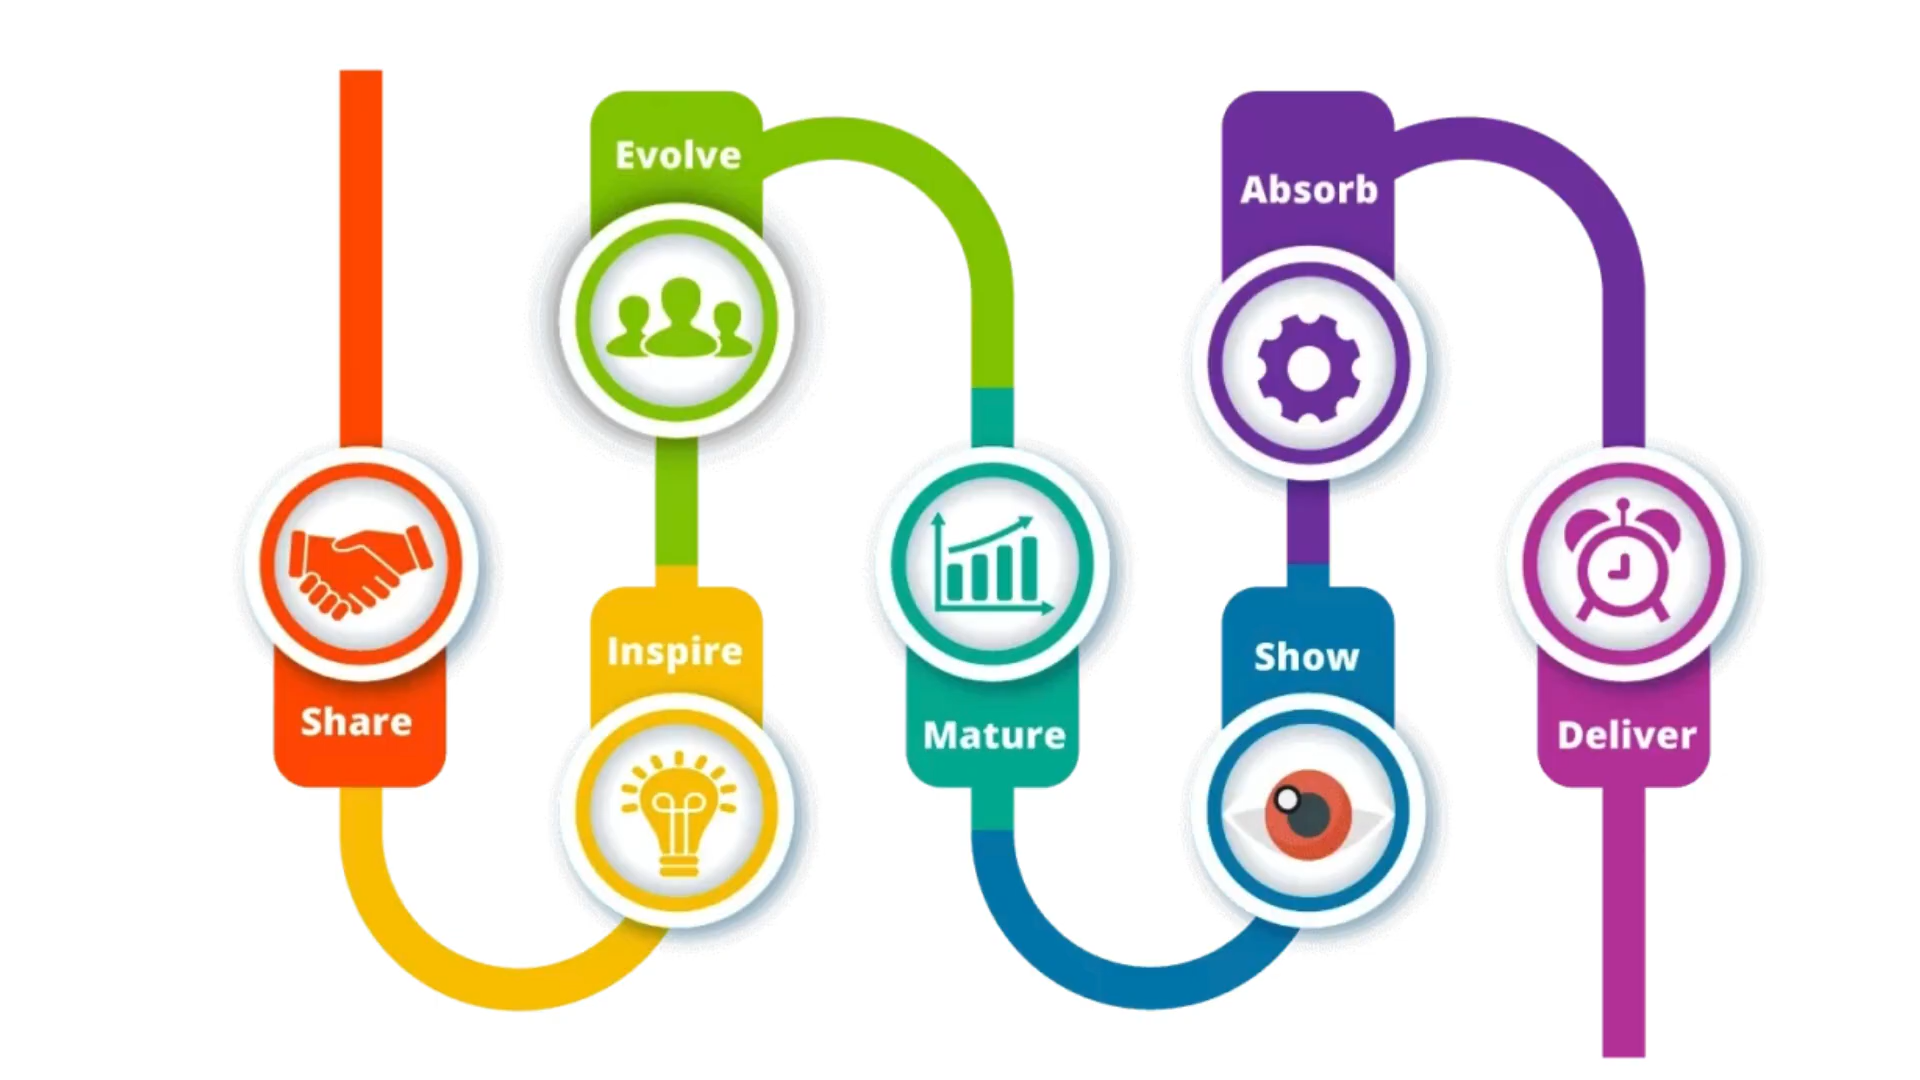 Share
Inspire
Evolve
Mature
Show
Absorb
Deliver